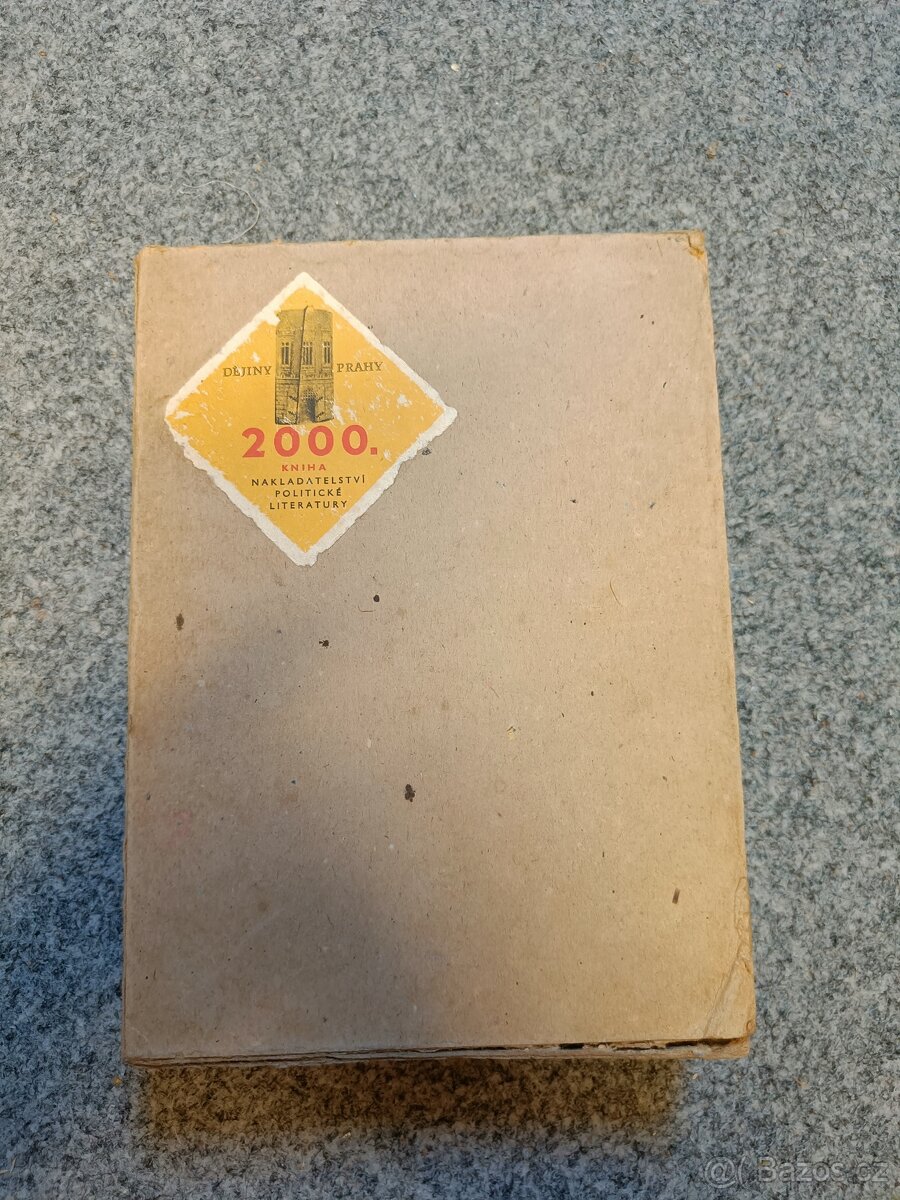 DĚJINY PRAHY
2000.
KNIHA
NAKLADATELSTVÍ
POLITICKÉ
LITERATURY
@( Bazos.cz